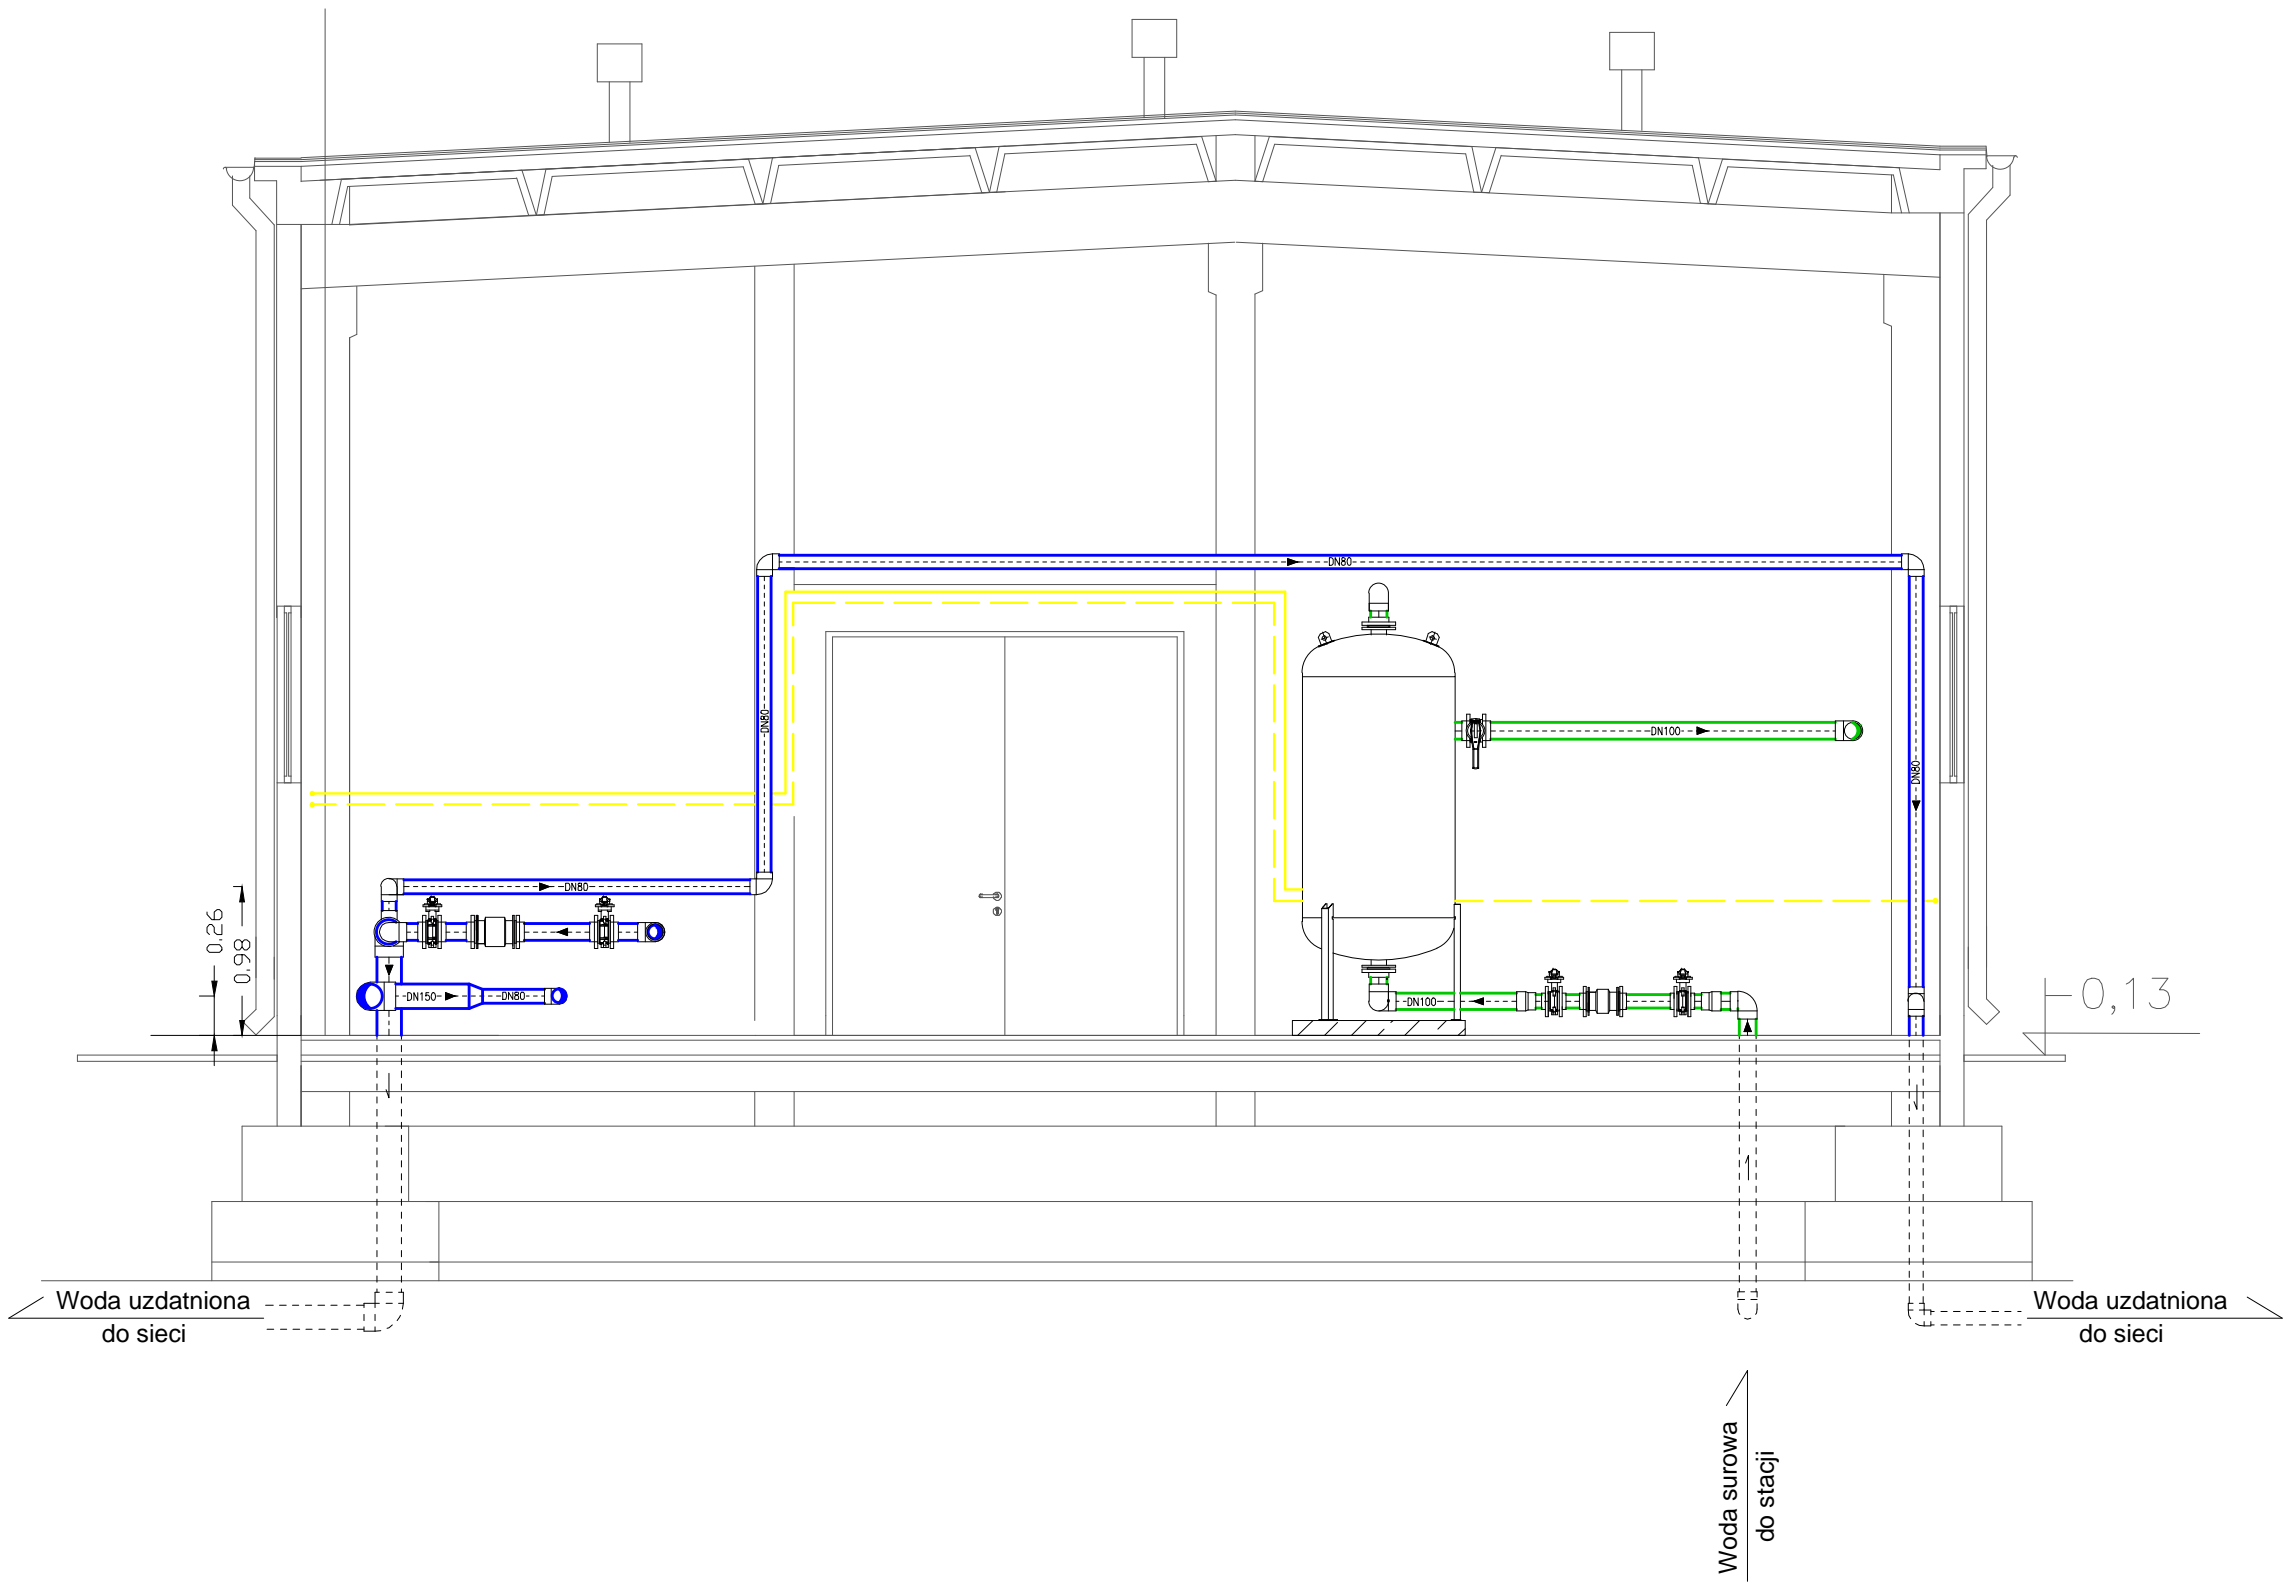 DN80
DN80
DN100
DN80
0.26
0.98
DN80
DN150
DN80
DN100
-0,13
Woda uzdatniona
do sieci
Woda uzdatniona
do sieci
Woda surowa
do stacji